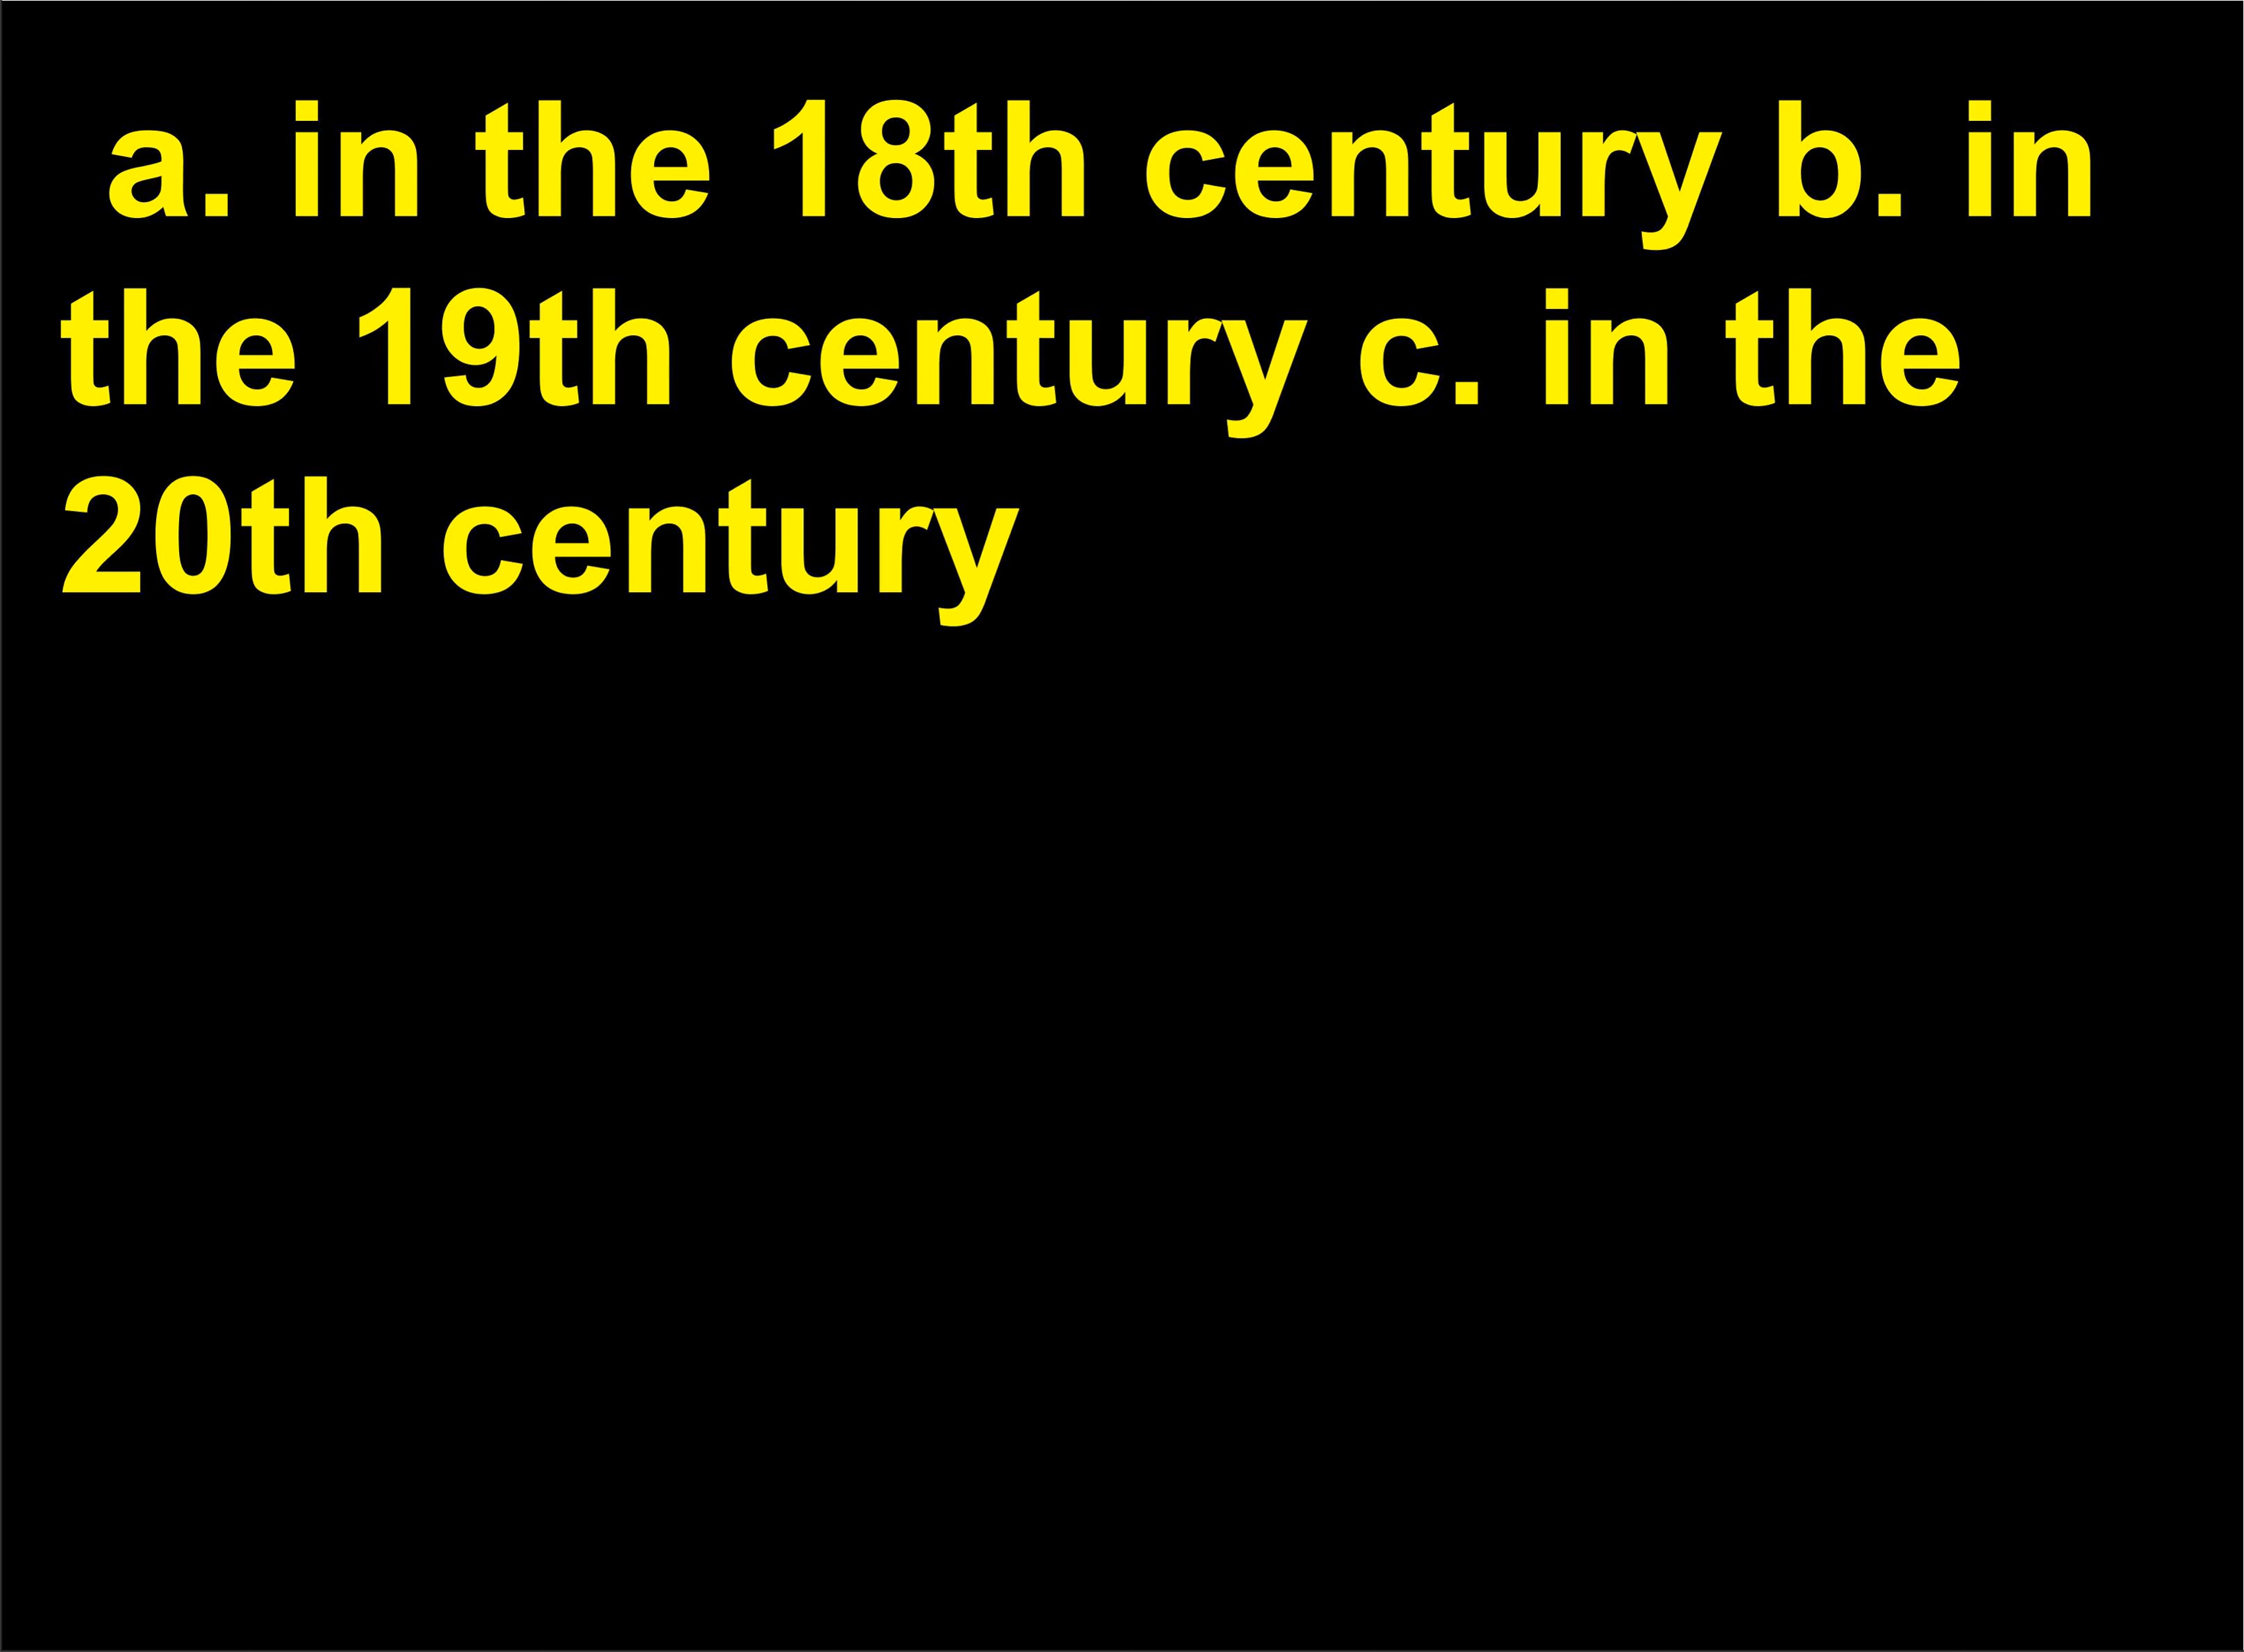 a. in the 18th century b. in
the 19th century c. in the
20th century